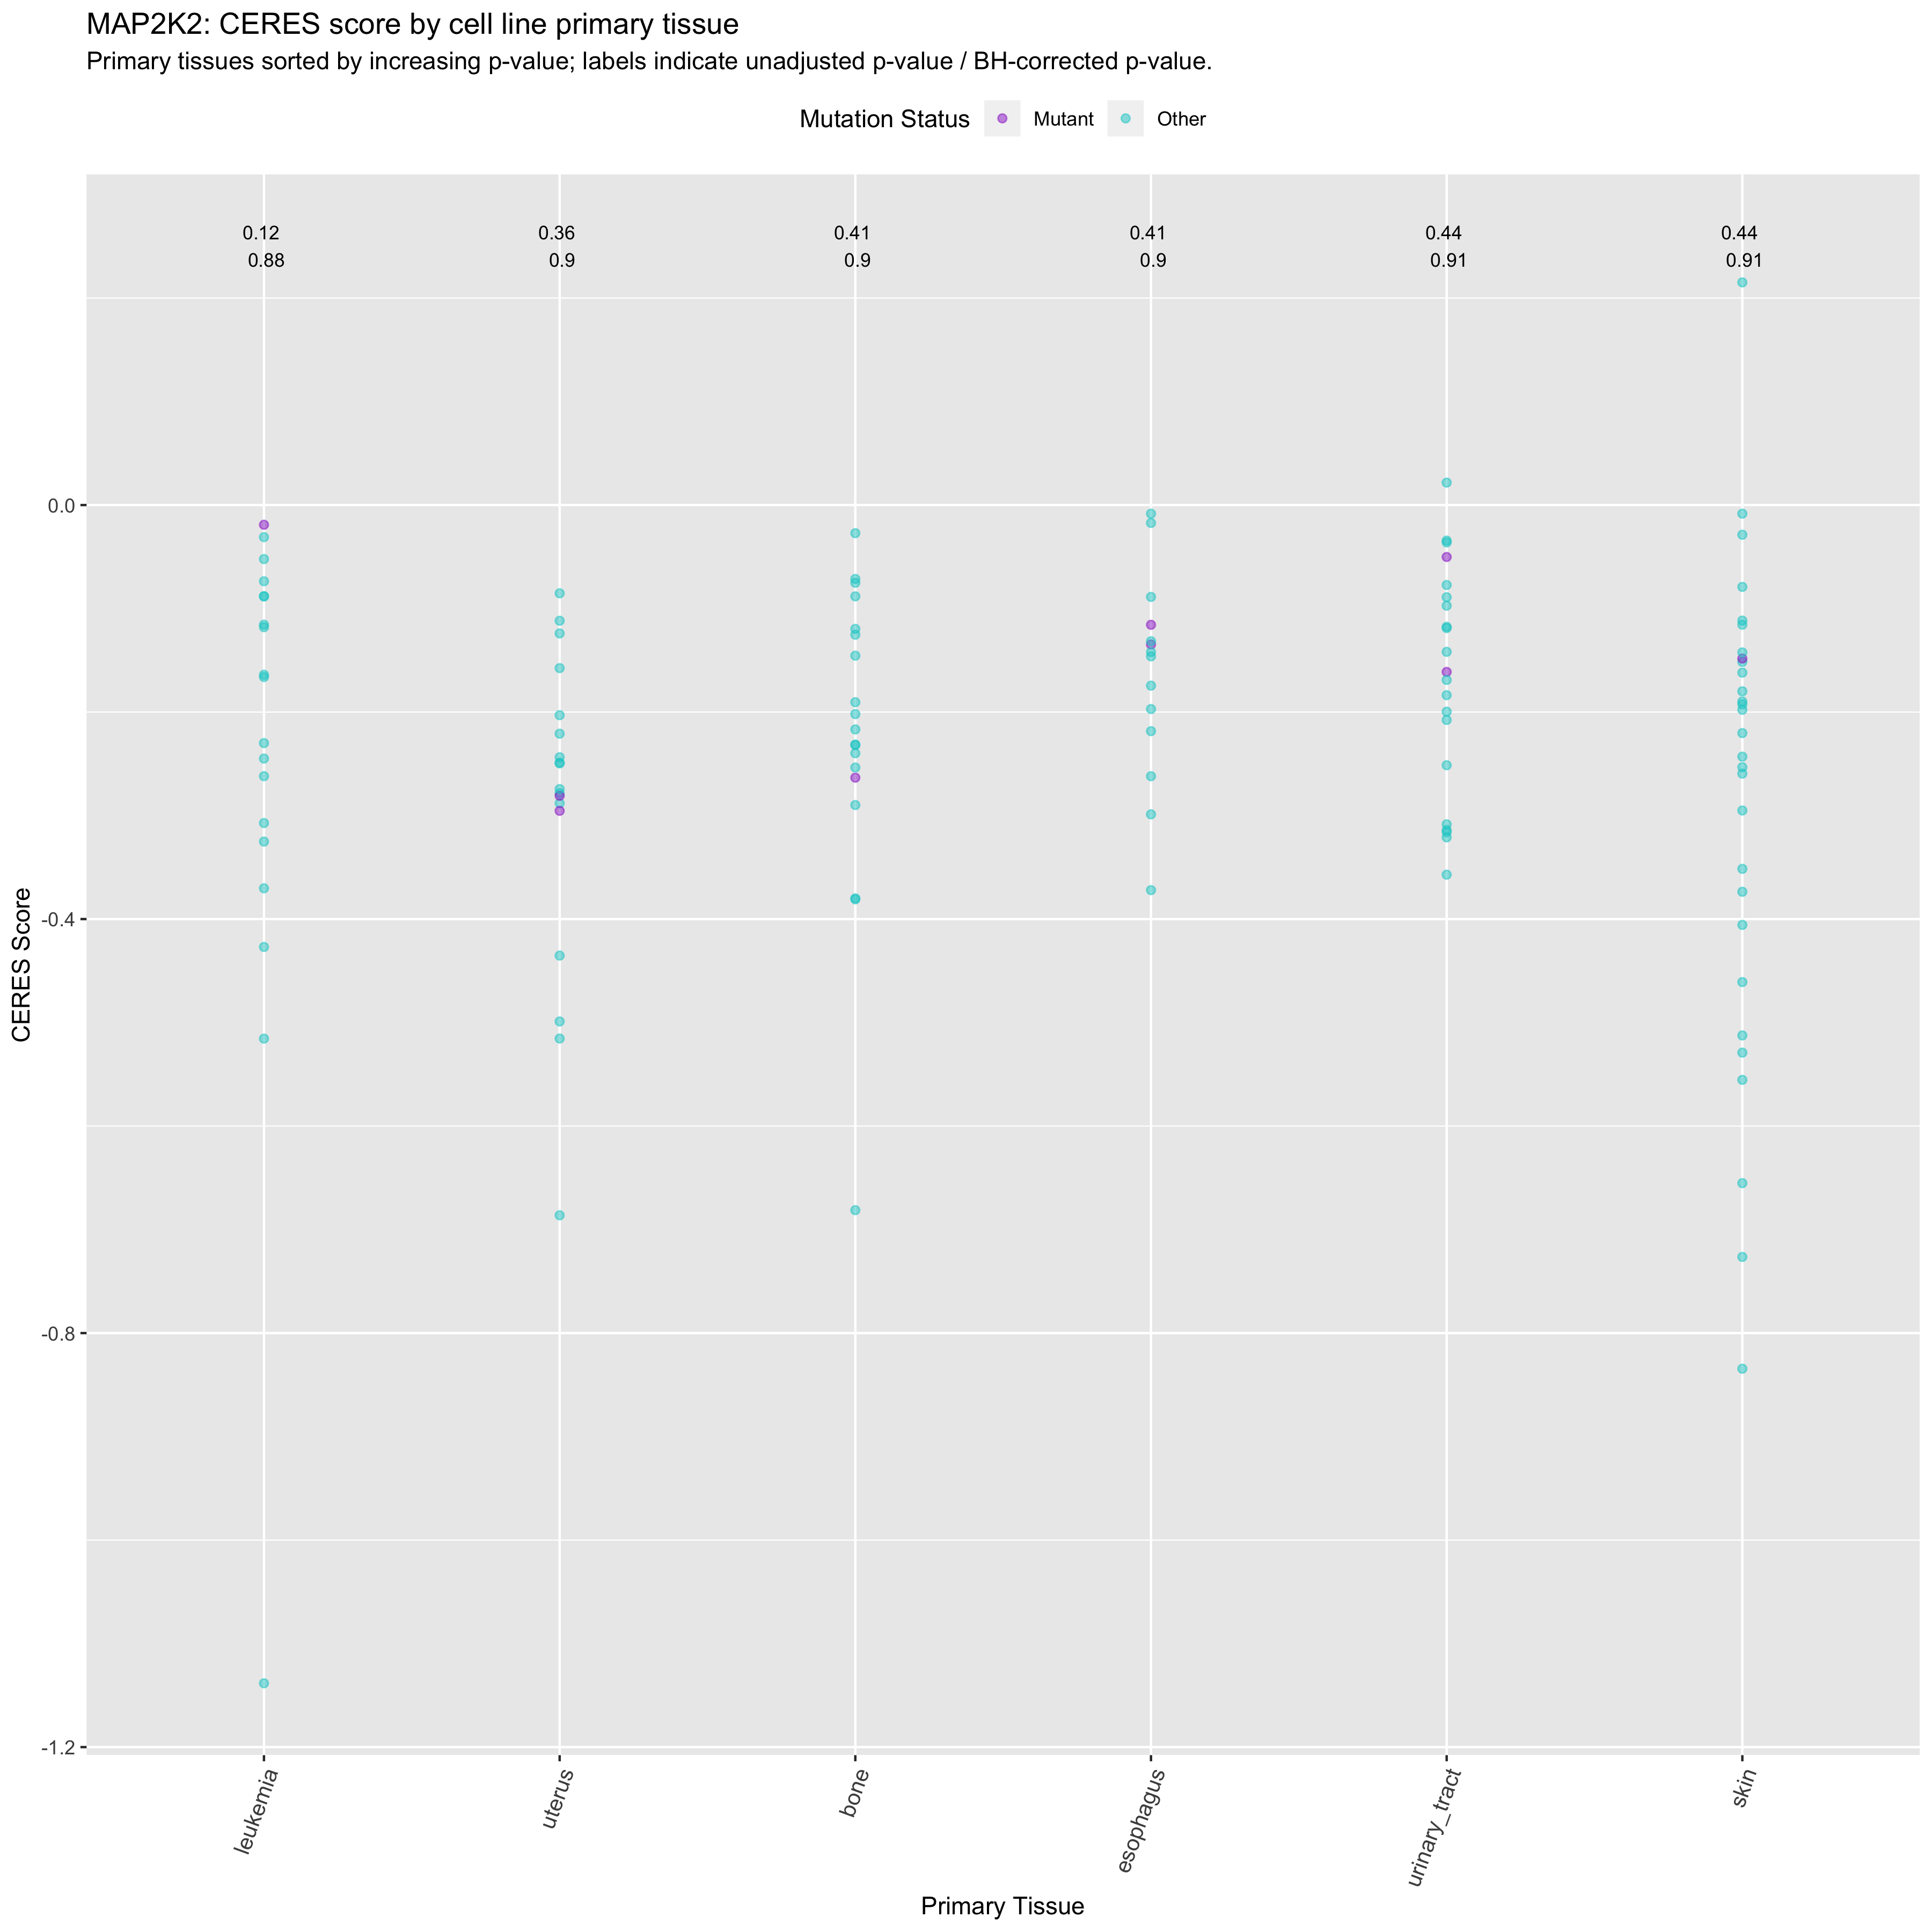 MAP2K2: CERES score by cell line primary tissue
Primary tissues sorted by increasing p-value; labels indicate unadjusted p-value / BH-corrected p-value.
Mutation Status Mutant Other
0.12 0.36 0.41 0.41 0.44 0.44
0.88 0.9 0.9 0.9 0.91 0.91
0.0
-0.4
-0.8
-1.2
CERES Score
leukemia uterus bone esophagus urinary_tract skin
Primary Tissue